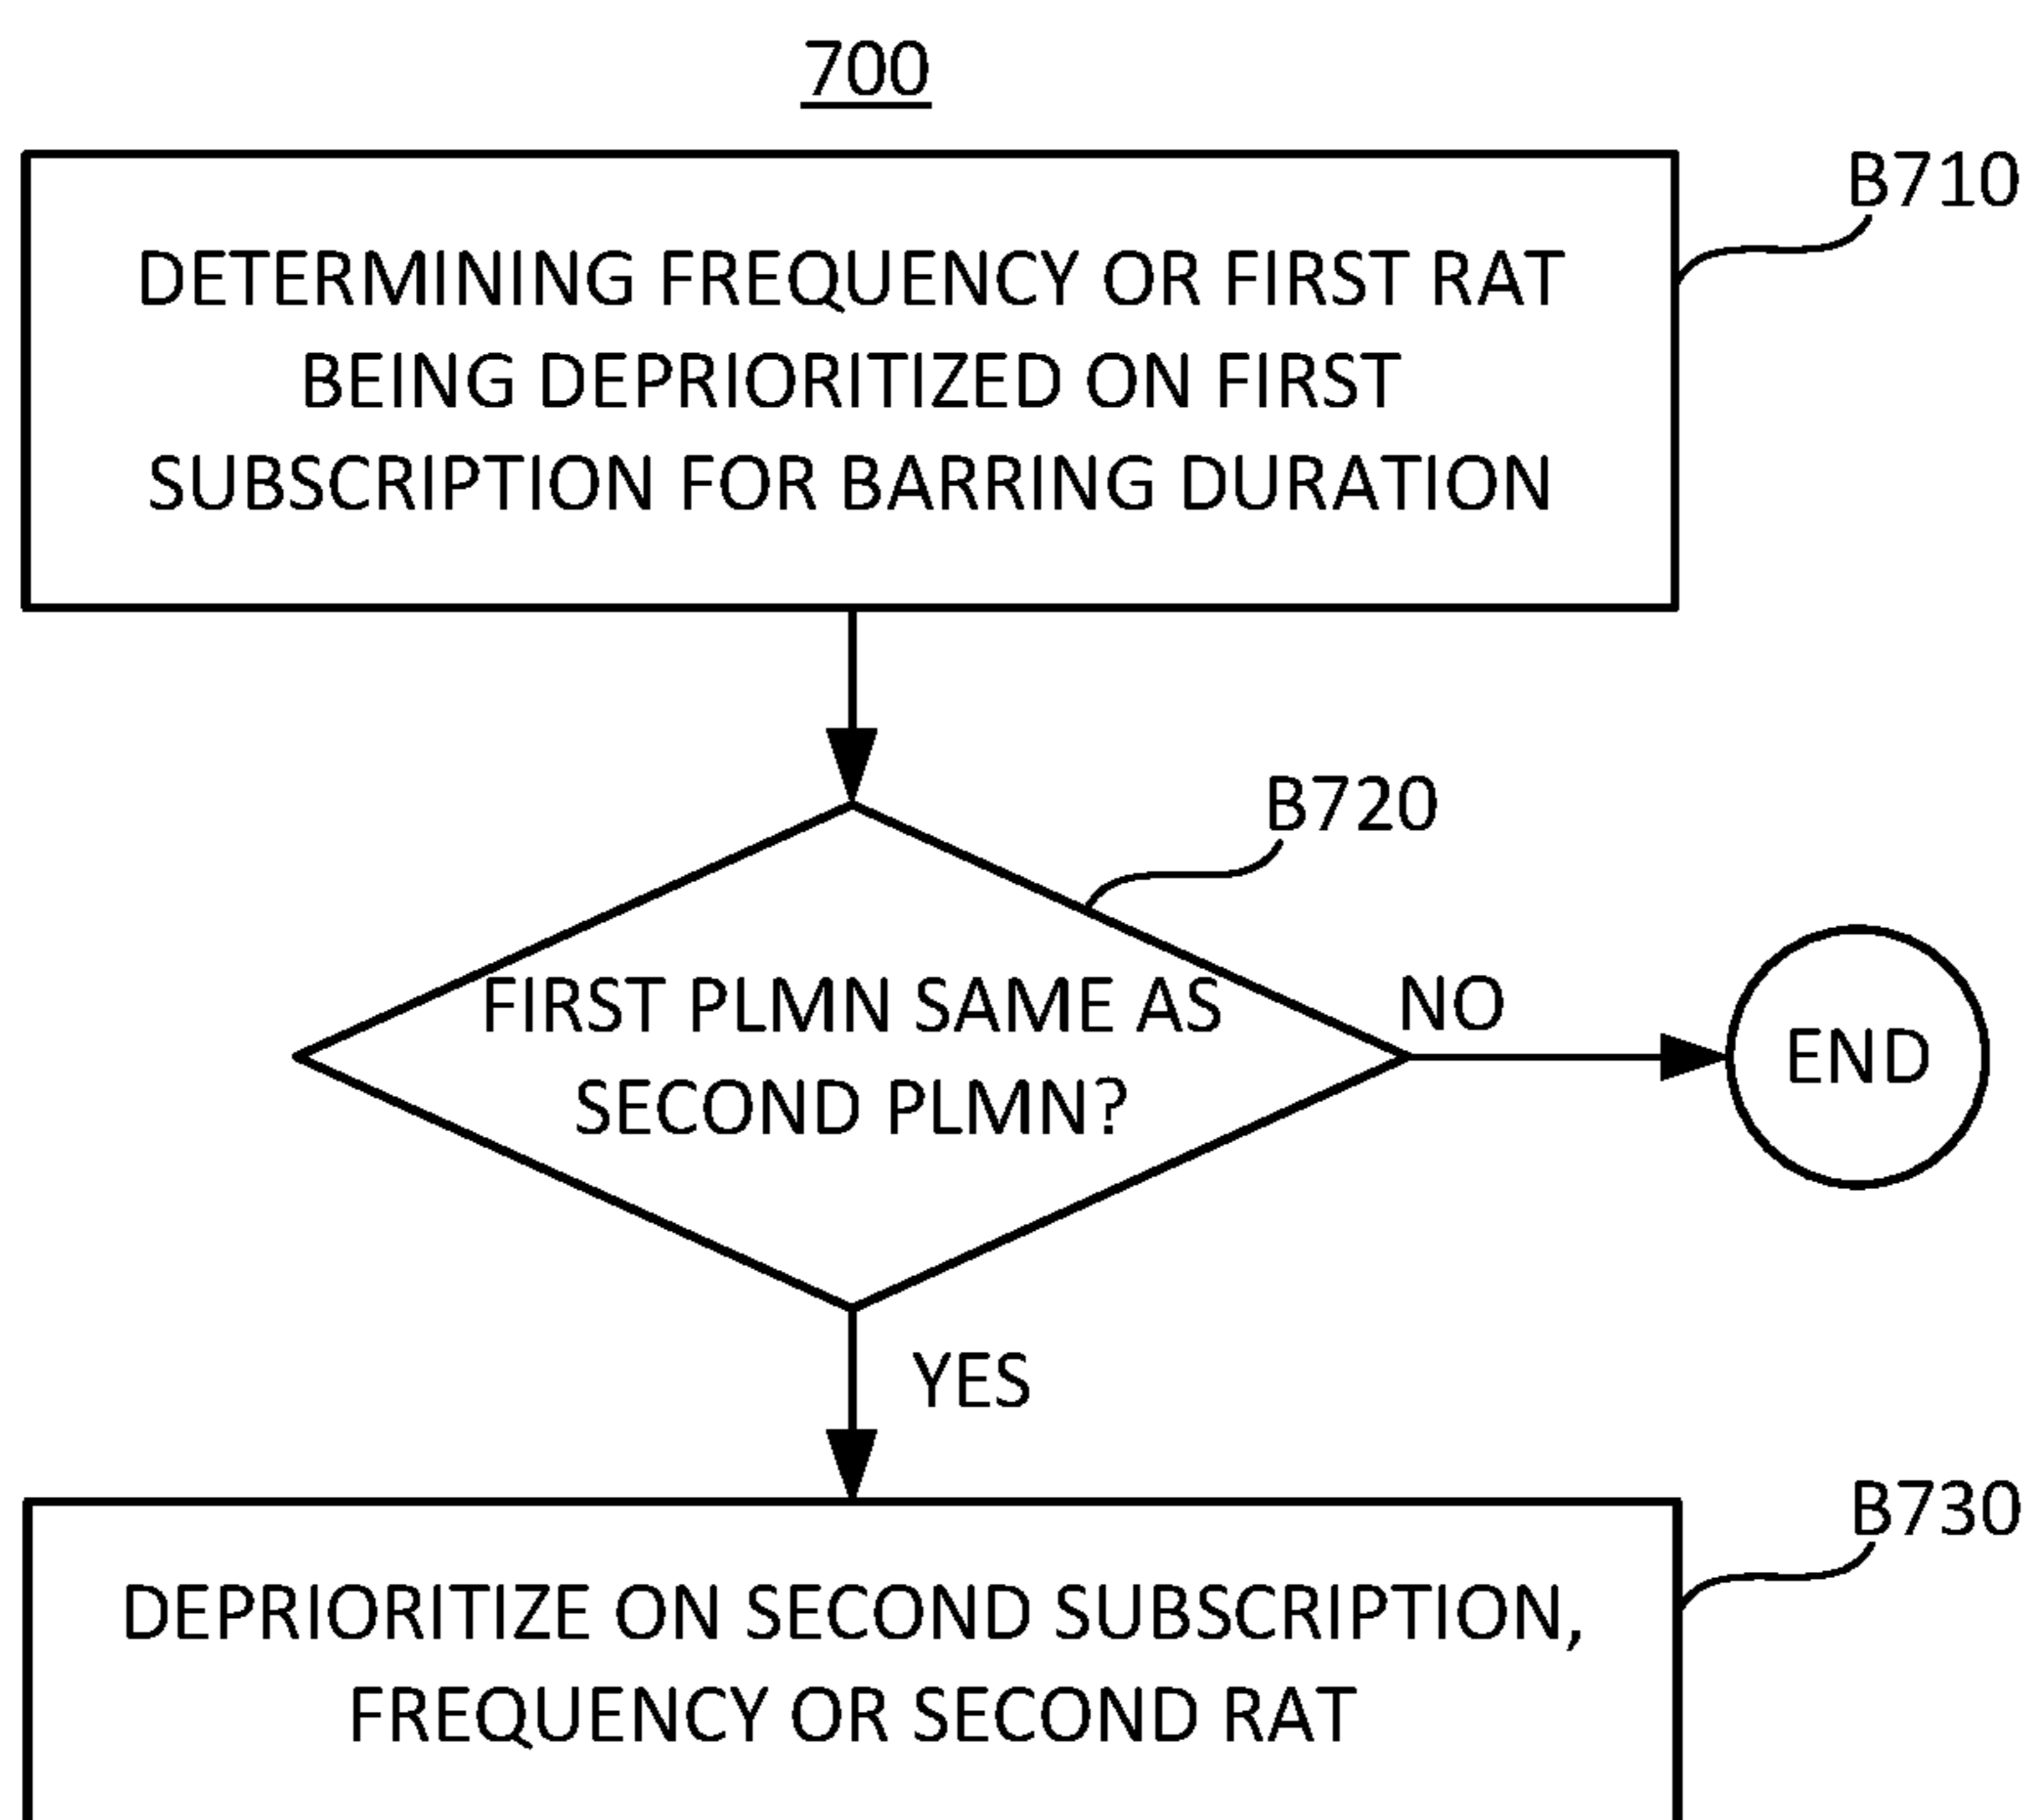 700
B710
DETERMINING FREQUENCY OR FIRST RAT
BEING DEPRIORITIZED ON FIRST
SUBSCRIPTION FOR BARRING DURATION
B720
FIRST PLMN SAME AS
SECOND PLMN?
NO
END
YES
B730
DEPRIORITIZE ON SECOND SUBSCRIPTION,
FREQUENCY OR SECOND RAT